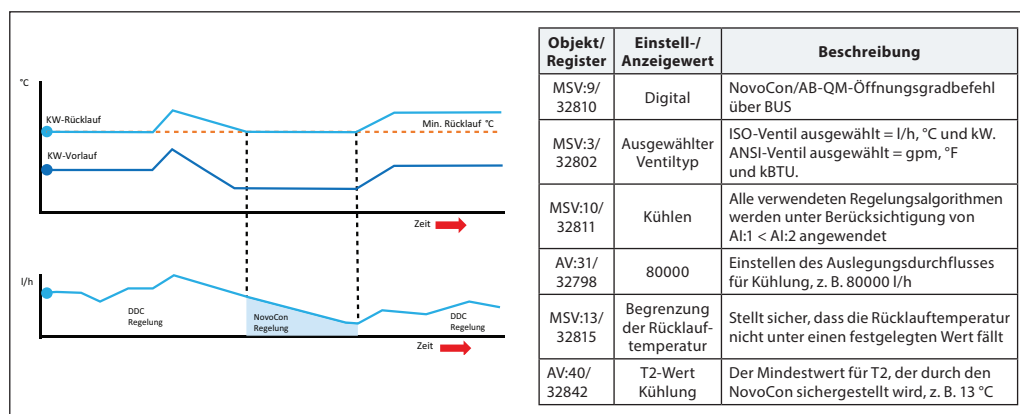 °C
KW-Rücklauf
Min. Rücklauf °C
KW-Vorlauf
Zeit
l/h
DDC
Regelung
NovoCon
Regelung
DDC
Regelung
Zeit
Objekt/
Register
Einstell-/
Anzeigewert
Beschreibung
MSV:9/
32810
Digital
NovoCon/AB-QM-Öffnungsgradbefehl
über BUS
MSV:3/
32802
Ausgewählter
Ventiltyp
ISO-Ventil ausgewählt = l/h, °C und kW.
ANSI-Ventil ausgewählt = gpm, °F
und kBTU.
MSV:10/
32811
Kühlen
Alle verwendeten Regelungsalgorithmen
werden unter Berücksichtigung von
AI:1 < AI:2 angewendet
AV:31/
32798
80000
Einstellen des Auslegungsdurchflusses
für Kühlung, z. B. 80000 l/h
MSV:13/
32815
Begrenzung
der Rücklauf-
temperatur
Stellt sicher, dass die Rücklauftemperatur
nicht unter einen festgelegten Wert fällt
AV:40/
32842
T2-Wert
Kühlung
Der Mindestwert für T2, der durch den
NovoCon sichergestellt wird, z. B. 13 °C